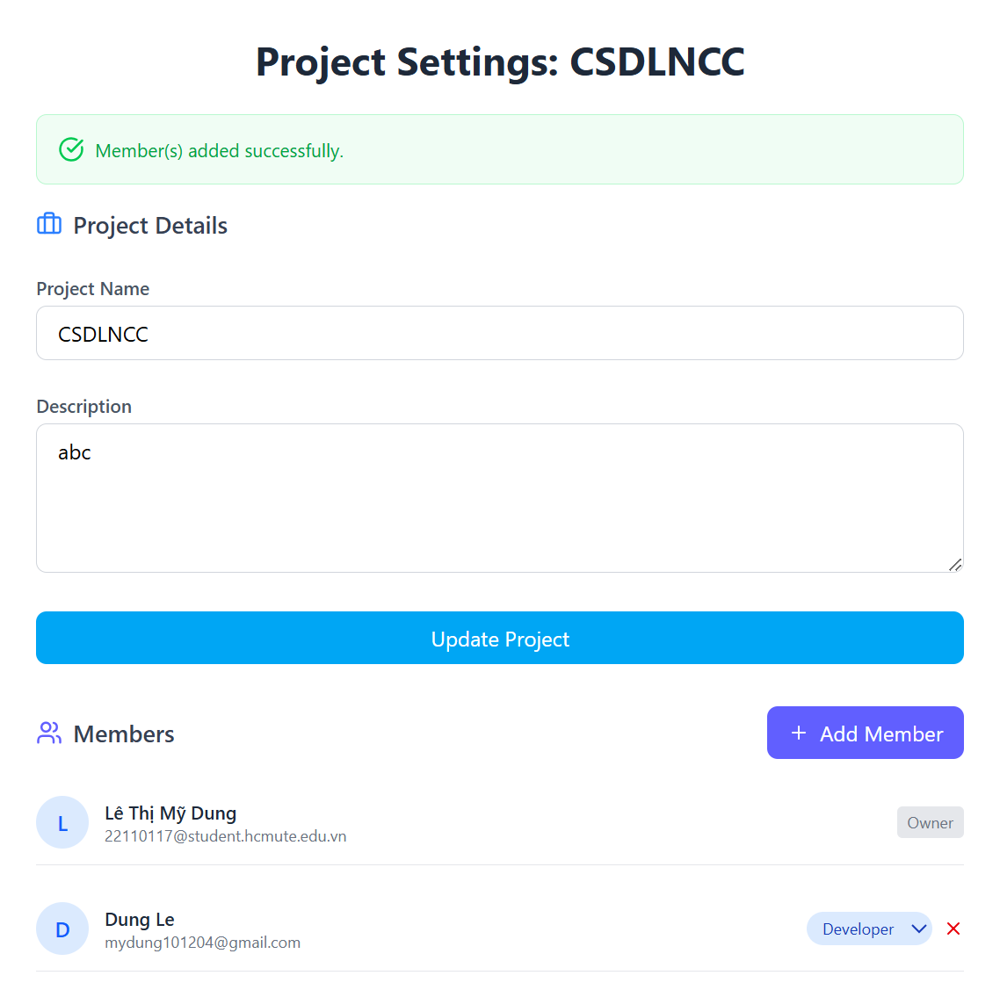 Project Settings: CSDLNCC
Member(s) added successfully.
Project Details
Project Name
CSDLNCC
Description
abc
Update Project
Members
+ Add Member
L
Lê Thị Mỹ Dung
22110117@student.hcmute.edu.vn
Owner
D
Dung Le
mydung101204@gmail.com
Developer